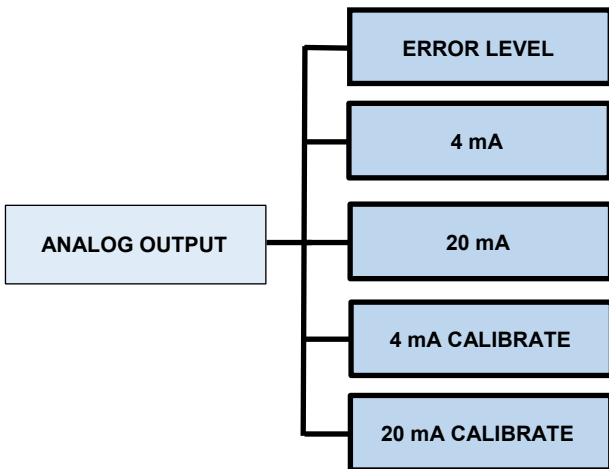 ERROR LEVEL
4 mA
ANALOG OUTPUT
20 mA
4 mA CALIBRATE
20 mA CALIBRATE